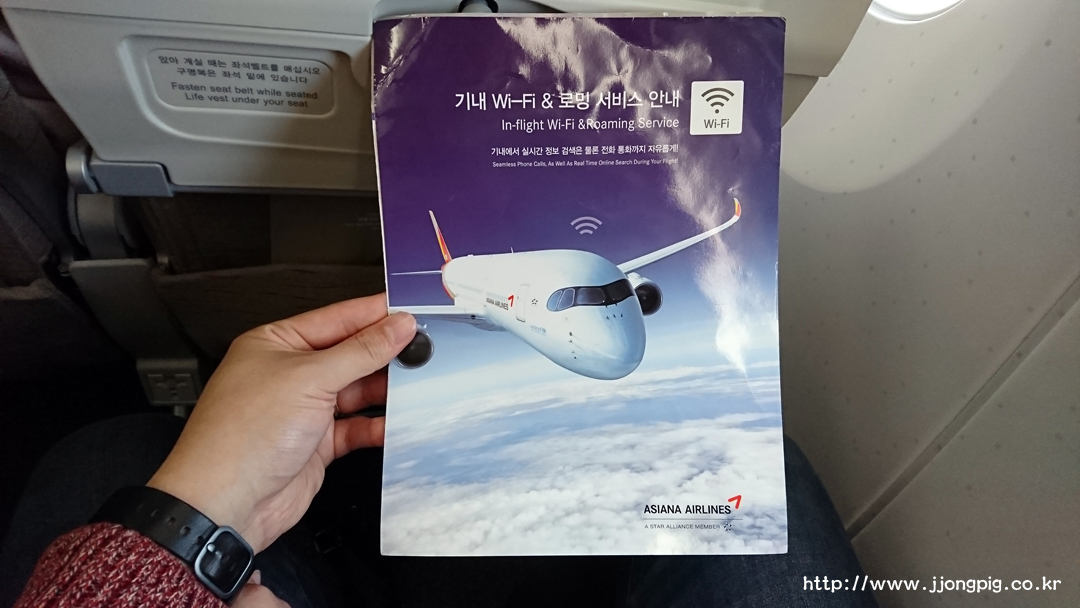 앉아 계실 때는 좌석벨트를 매십시오
구명복은 좌석 밑에 있습니다
Fasten seat belt while seated
Life vest under your seat
기내 Wi-Fi & 로밍 서비스 안내
In-flight Wi-Fi &Roaming Service
Wi-Fi
기내에서 실시간 정보 검색은 물론 전화 통화까지 자유롭게!
Seamless Phone Calls, As Well As Real Time Online Search During Your Flight!
ASIANA AIRLINES
ASIANA AIRLINES
A STAR ALLIANCE MEMBER
http://www.jjongpig.co.kr